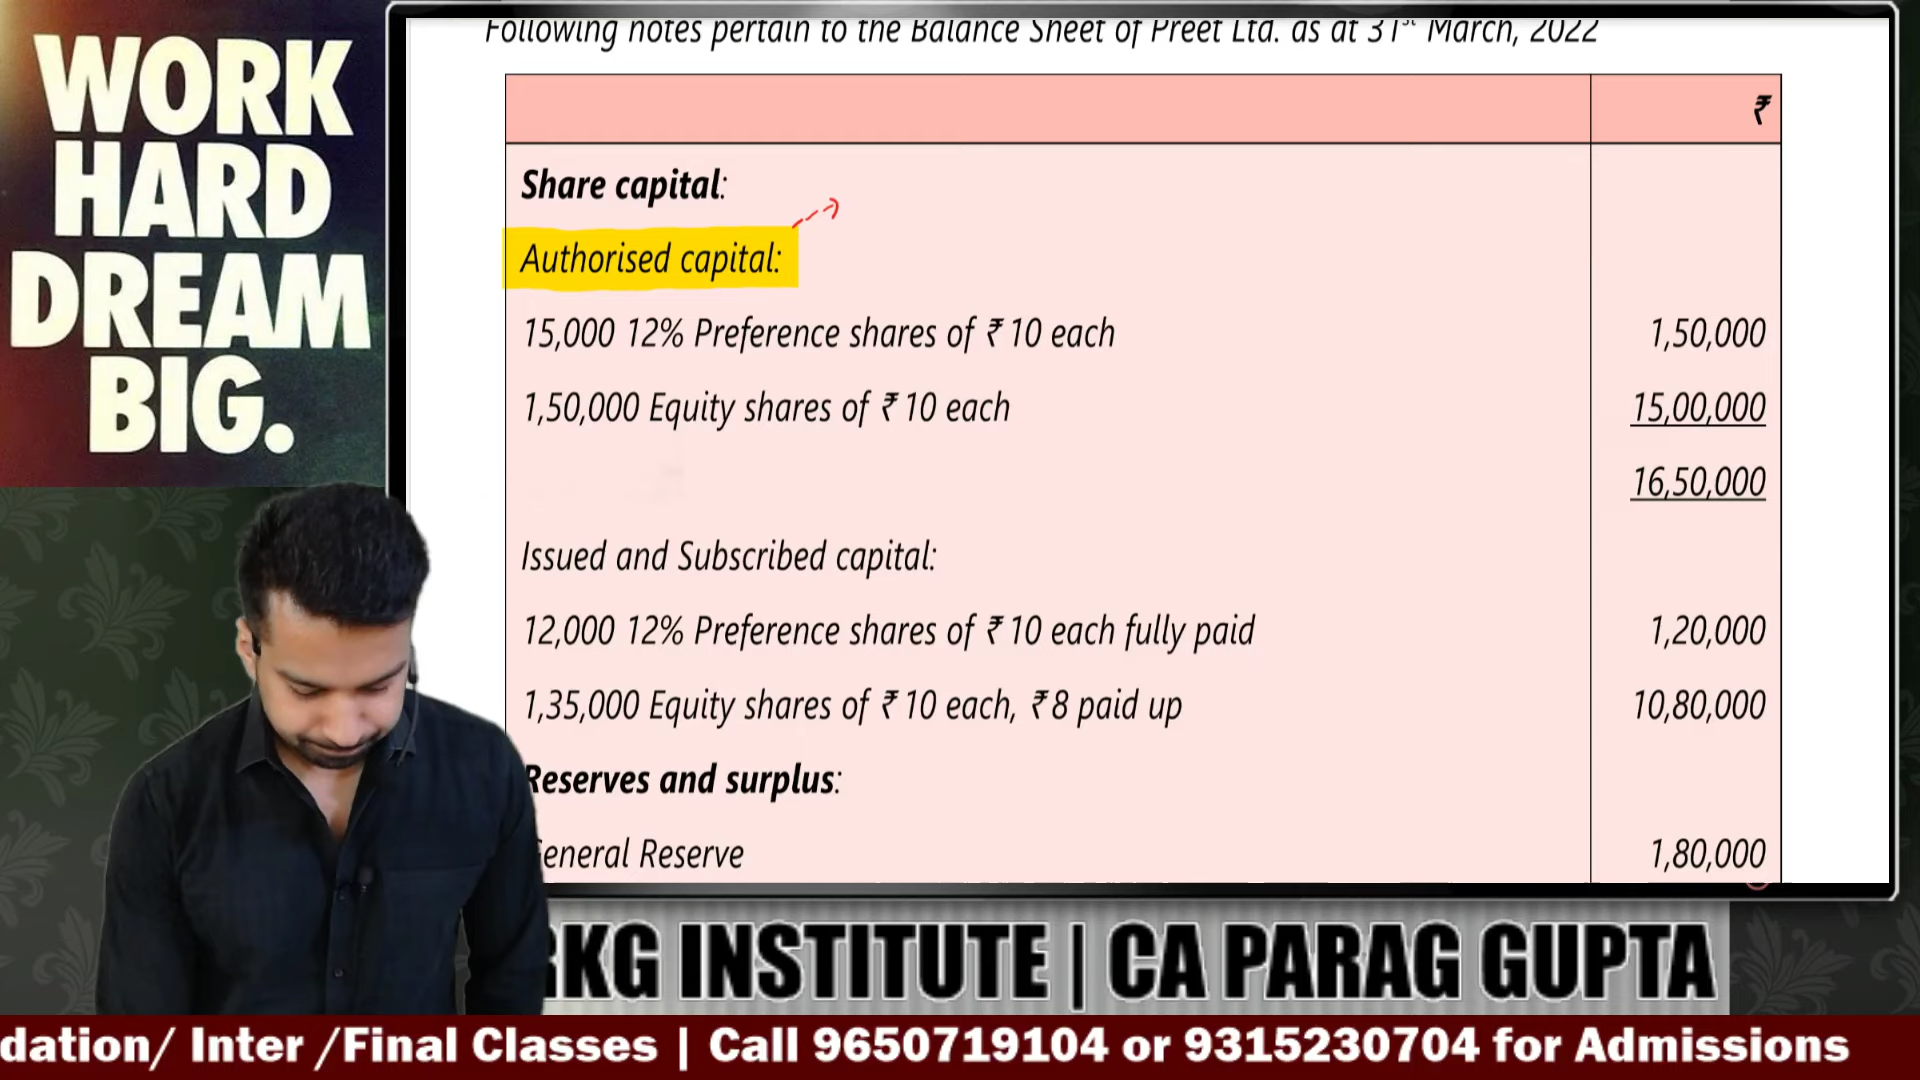 WORK
HARD
DREAM
BIG.
Following notes pertain to the Balance Sheet of Preet Ltd. as at 31st March, 2022
₹
Share capital:
Authorised capital:
15,000 12% Preference shares of ₹ 10 each 1,50,000
1,50,000 Equity shares of ₹ 10 each 15,00,000
16,50,000
Issued and Subscribed capital:
12,000 12% Preference shares of ₹ 10 each fully paid 1,20,000
1,35,000 Equity shares of ₹ 10 each, ₹ 8 paid up 10,80,000
Reserves and surplus:
General Reserve 1,80,000
RKG INSTITUTE | CA PARAG GUPTA
dation/ Inter /Final Classes | Call 9650719104 or 9315230704 for Admissions